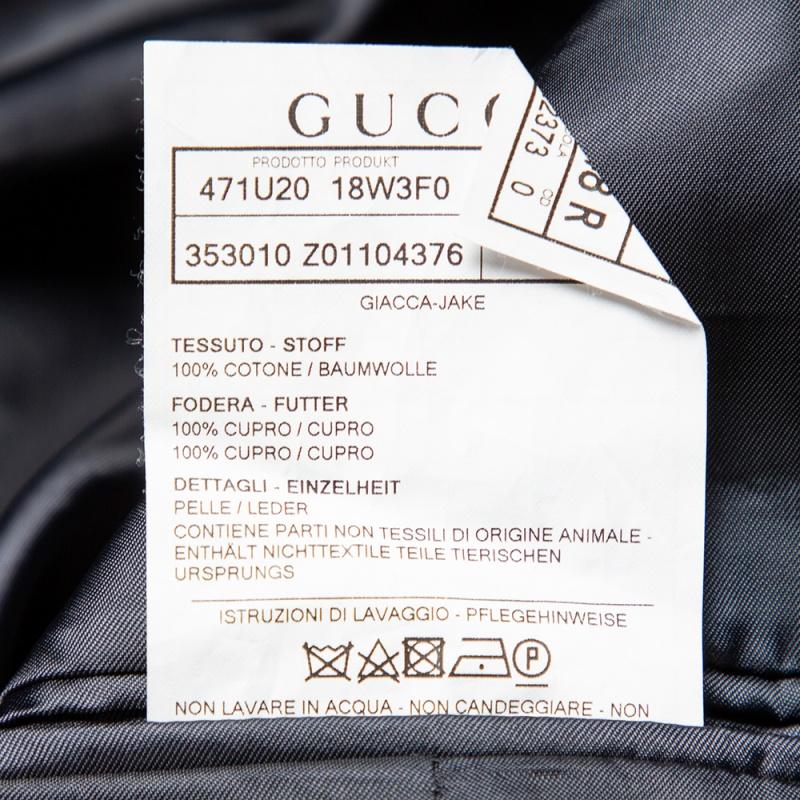 GUCC
PRODOTTO PRODUKT
471U20 18W3F0
353010 Z01104376
2373 0
CD
8 R
GIACCA-JAKE
TESSUTO - STOFF
100% COTONE / BAUMWOLLE
FODERA - FUTTER
100% CUPRO / CUPRO
100% CUPRO / CUPRO
DETTAGLI - EINZELHEIT
PELLE / LEDER
CONTIENE PARTI NON TESSILI DI ORIGINE ANIMALE -
ENTHÄLT NICHTTEXTILE TEILE TIERISCHEN
URSPRUNGS
ISTRUZIONI DI LAVAGGIO - PFLEGEHINWEISE
P
NON LAVARE IN ACQUA - NON CANDEGGIARE - NON